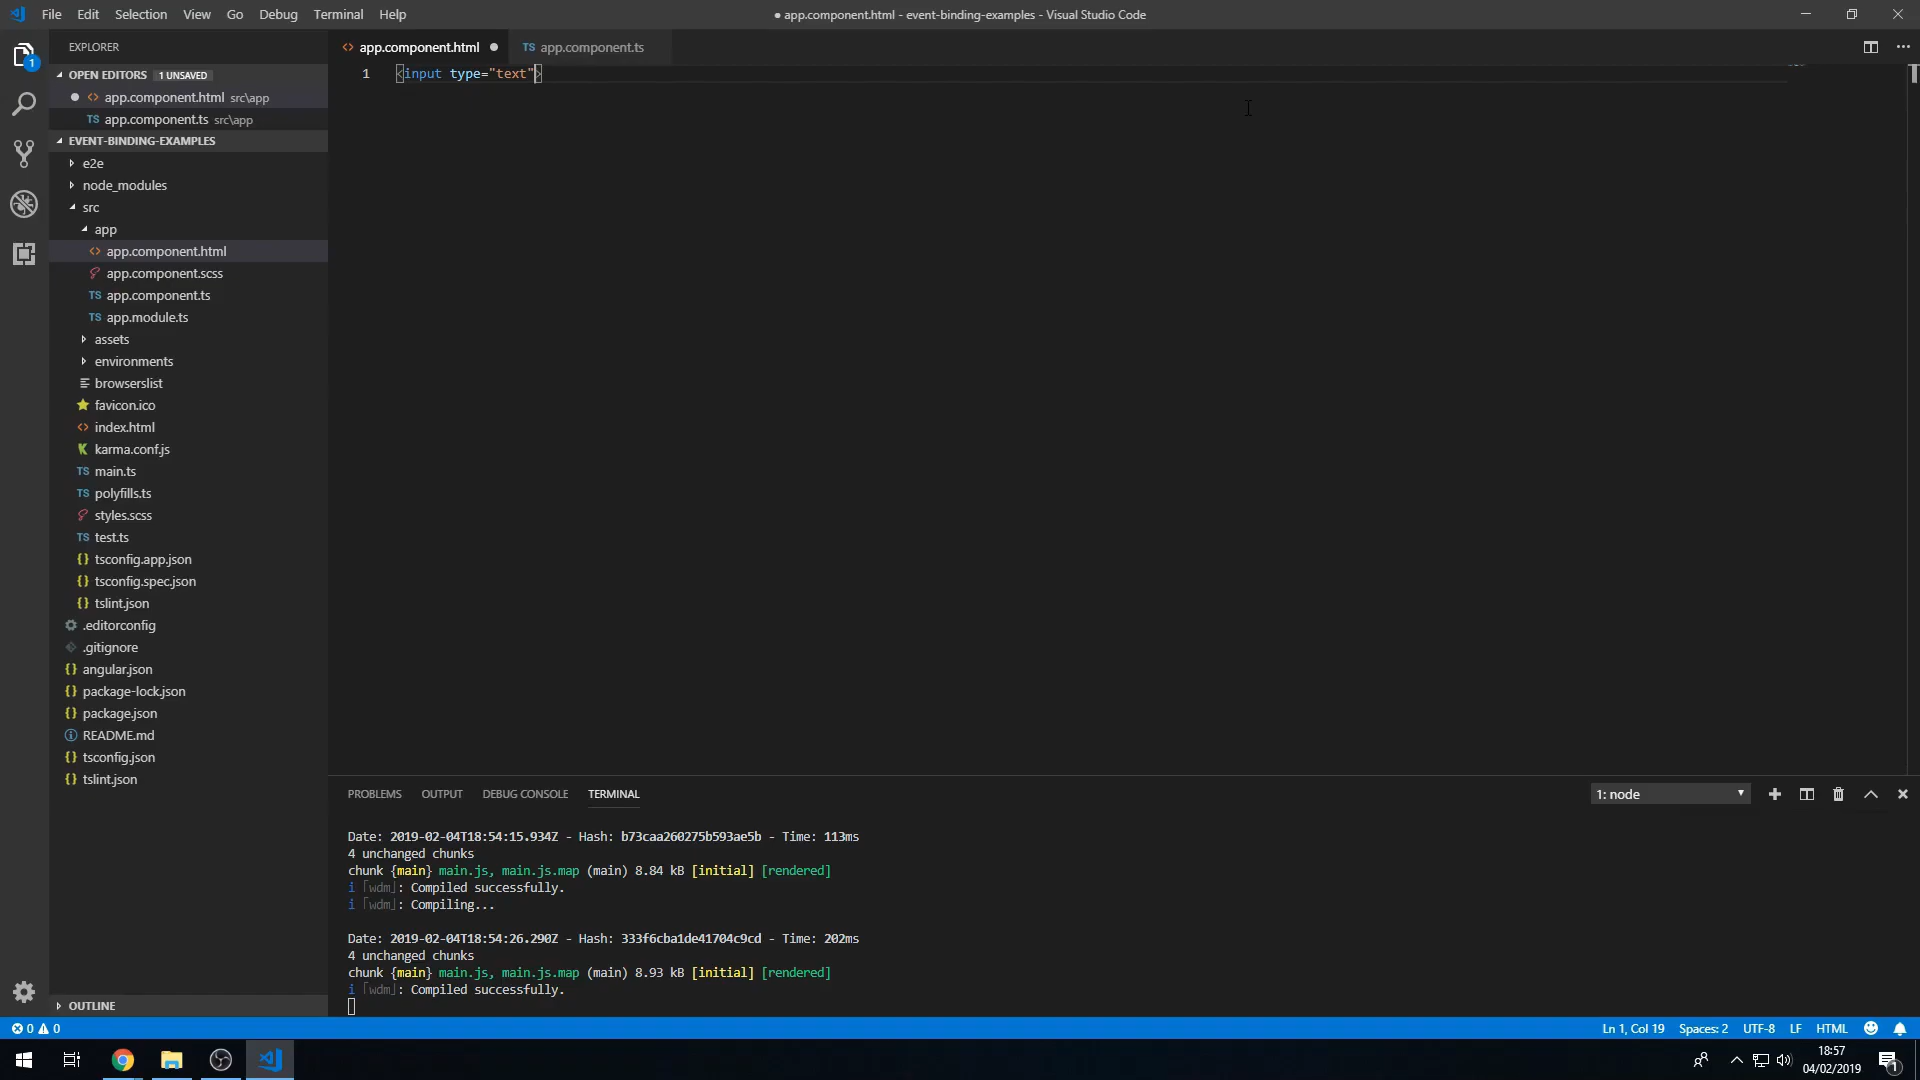 File Edit Selection View Go Debug Terminal Help
● app.component.html - event-binding-examples - Visual Studio Code
EXPLORER
OPEN EDITORS 1 UNSAVED
app.component.html src\app
TS app.component.ts src\app
EVENT-BINDING-EXAMPLES
e2e
node_modules
src
app
app.component.html
app.component.scss
TS app.component.ts
TS app.module.ts
assets
environments
browserslist
favicon.ico
index.html
karma.conf.js
TS main.ts
TS polyfills.ts
styles.scss
TS test.ts
{} tsconfig.app.json
{} tsconfig.spec.json
{} tslint.json
.editorconfig
.gitignore
{} angular.json
{} package-lock.json
{} package.json
README.md
{} tsconfig.json
{} tslint.json
OUTLINE
app.component.html
TS app.component.ts
1 <input type="text">
PROBLEMS OUTPUT DEBUG CONSOLE TERMINAL
1: node
Date: 2019-02-04T18:54:15.934Z - Hash: b73caa260275b593ae5b - Time: 113ms
4 unchanged chunks
chunk {main} main.js, main.js.map (main) 8.84 kB [initial] [rendered]
i ｢wdm｣: Compiled successfully.
i ｢wdm｣: Compiling...
Date: 2019-02-04T18:54:26.290Z - Hash: 333f6cba1de41704c9cd - Time: 202ms
4 unchanged chunks
chunk {main} main.js, main.js.map (main) 8.93 kB [initial] [rendered]
i ｢wdm｣: Compiled successfully.
0 0
Ln 1, Col 19 Spaces: 2 UTF-8 LF HTML
18:57
04/02/2019
1
1